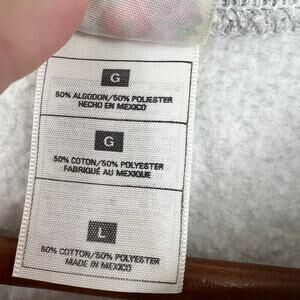 G
50% ALGODON/50% POLIESTER
HECHO EN MEXICO
G
50% COTON/50% POLYESTER
FABRIQUÉ AU MEXIQUE
L
50% COTTON/50% POLYESTER
MADE IN MEXICO